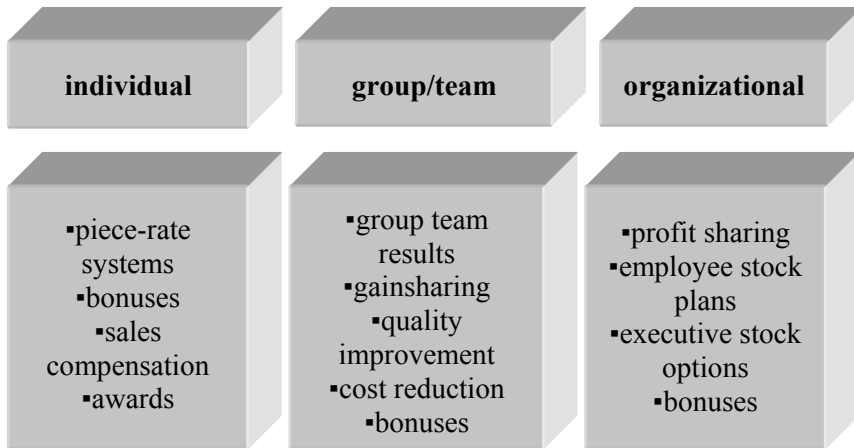 individual
group/team
organizational
▪piece-rate
systems
▪bonuses
▪sales
compensation
▪awards
▪group team
results
▪gainsharing
▪quality
improvement
▪cost reduction
▪bonuses
▪profit sharing
▪employee stock
plans
▪executive stock
options
▪bonuses